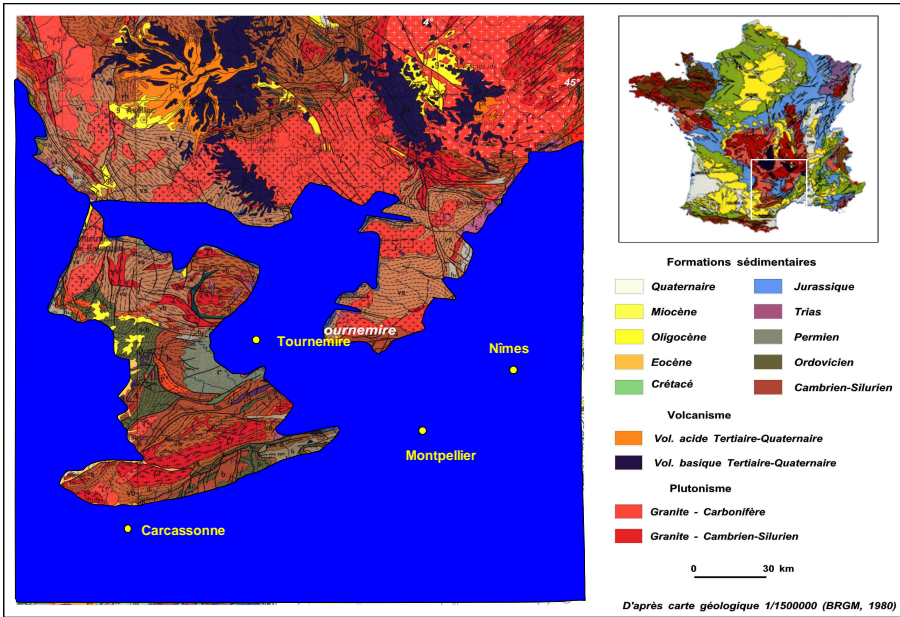 4°
45°
ournemire
Tournemire
Nîmes
Montpellier
Carcassonne
Formations sédimentaires
Quaternaire
Jurassique
Miocène
Trias
Oligocène
Permien
Eocène
Ordovicien
Crétacé
Cambrien-Silurien
Volcanisme
Vol. acide Tertiaire-Quaternaire
Vol. basique Tertiaire-Quaternaire
Plutonisme
Granite - Carbonifère
Granite - Cambrien-Silurien
0 30 km
D'après carte géologique 1/1500000 (BRGM, 1980)